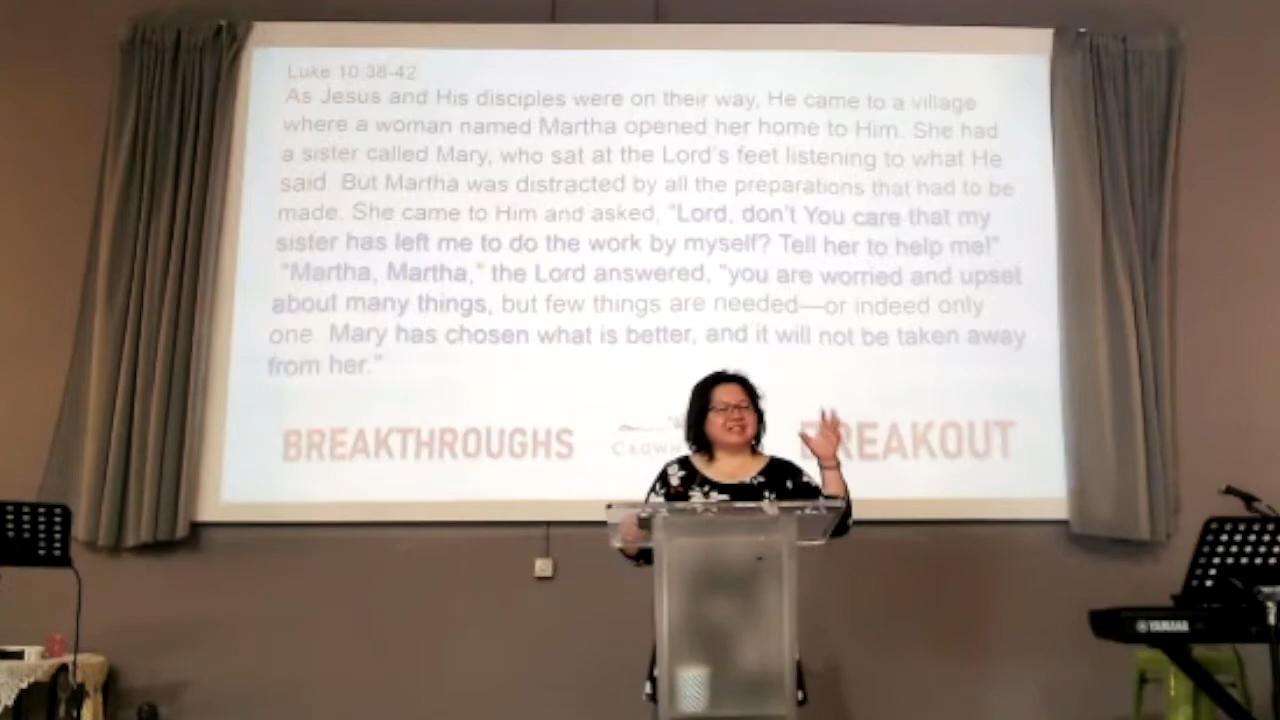 Luke 10:38-42
As Jesus and His disciples were on their way, He came to a village
where a woman named Martha opened her home to Him. She had
a sister called Mary, who sat at the Lord's feet listening to what He
said. But Martha was distracted by all the preparations that had to be
made. She came to Him and asked, "Lord, don't You care that my
sister has left me to do the work by myself? Tell her to help me!"
"Martha, Martha," the Lord answered, "you are worried and upset
about many things, but few things are needed—or indeed only
one. Mary has chosen what is better, and it will not be taken away
from her."
BREAKTHROUGHS
BREAKOUT
YAMAHA